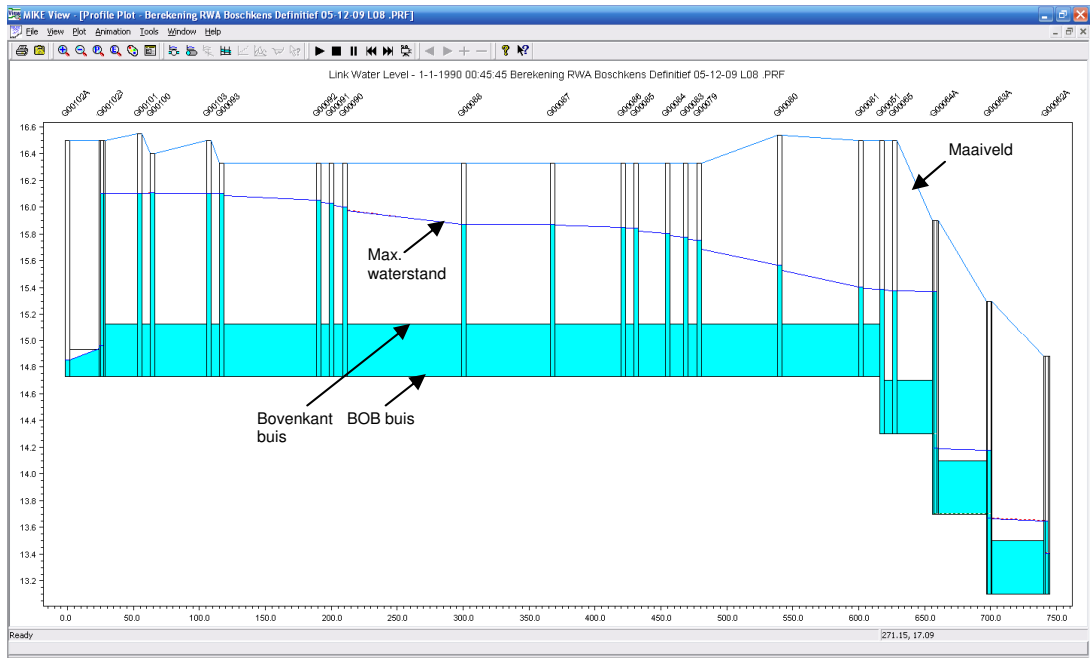 MIKE View - [Profile Plot - Berekening RWA Boschkens Definitief 05-12-09 L08 .PRF]
File View Plot Animation Tools Window Help
Link Water Level - 1-1-1990 00:45:45 Berekening RWA Boschkens Definitief 05-12-09 L08 .PRF
G00102A G00101 G00100 G00103 G00093 G00092 G00091 G00090 G00088 G00087 G00086 G00085 G00084 G00083 G00079 G00080 G00081 G00051 G00065 G00064A G00063A G00062A
16.6
16.4
16.2
16.0
15.8
15.6
15.4
15.2
15.0
14.8
14.6
14.4
14.2
14.0
13.8
13.6
13.4
13.2
Maaiveld
Max.
waterstand
Bovenkant
buis
BOB buis
0.0 50.0 100.0 150.0 200.0 250.0 300.0 350.0 400.0 450.0 500.0 550.0 600.0 650.0 700.0 750.0
Ready
271.15, 17.09